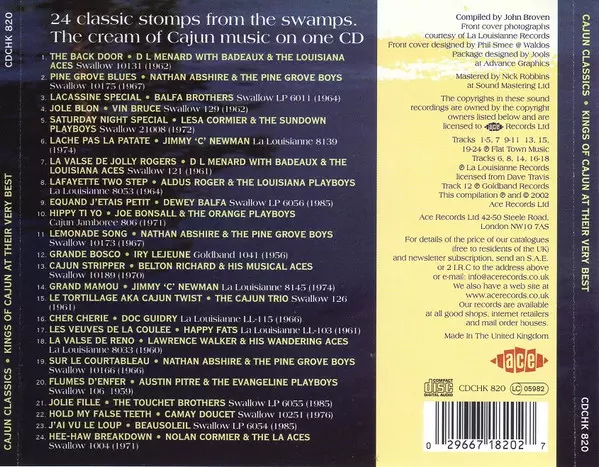 CDCHK 820
CAJUN CLASSICS • KINGS OF CAJUN AT THEIR VERY BEST
24 classic stomps from the swamps.
The cream of Cajun music on one CD
1. THE BACK DOOR • D L MENARD WITH BADEAUX & THE LOUISIANA
ACES Swallow 10131 (1962)
2. PINE GROVE BLUES • NATHAN ABSHIRE & THE PINE GROVE BOYS
Swallow 10175 (1967)
3. LACASSINE SPECIAL • BALFA BROTHERS Swallow LP 6011 (1964)
4. JOLE BLON • VIN BRUCE Swallow 129 (1962)
5. SATURDAY NIGHT SPECIAL • LESA CORMIER & THE SUNDOWN
PLAYBOYS Swallow 21008 (1972)
6. LACHE PAS LA PATATE • JIMMY 'C' NEWMAN La Louisianne 8139
(1974)
7. LA VALSE DE JOLLY ROGERS • D L MENARD WITH BADEAUX & THE
LOUISIANA ACES Swallow 121 (1961)
8. LAFAYETTE TWO STEP • ALDUS ROGER & THE LOUISIANA PLAYBOYS
La Louisianne 8053 (1964)
9. EQUAND J'ETAIS PETIT • DEWEY BALFA Swallow LP 6056 (1985)
10. HIPPY TI YO • JOE BONSALL & THE ORANGE PLAYBOYS
Cajun Jamboree 806 (1971)
11. LEMONADE SONG • NATHAN ABSHIRE & THE PINE GROVE BOYS
Swallow 10173 (1967)
12. GRANDE BOSCO • IRY LEJEUNE Goldband 1041 (1956)
13. CAJUN STRIPPER • BELTON RICHARD & HIS MUSICAL ACES
Swallow 10189 (1970)
14. GRAND MAMOU • JIMMY 'C' NEWMAN La Louisianne 8145 (1974)
15. LE TORTILLAGE AKA CAJUN TWIST • THE CAJUN TRIO Swallow 126
(1961)
16. CHER CHERIE • DOC GUIDRY La Louisianne LL-115 (1966)
17. LES VEUVES DE LA COULEE • HAPPY FATS La Louisianne LL-103 (1961)
18. LA VALSE DE RENO • LAWRENCE WALKER & HIS WANDERING ACES
La Louisianne 8033 (1960)
19. SUR LE COURTABLEAU • NATHAN ABSHIRE & THE PINE GROVE BOYS
Swallow 10166 (1966)
20. FLUMES D'ENFER • AUSTIN PITRE & THE EVANGELINE PLAYBOYS
Swallow 106 1959)
21. JOLIE FILLE • THE TOUCHET BROTHERS Swallow LP 6055 (1985)
22. HOLD MY FALSE TEETH • CAMAY DOUCET Swallow 10251 (1976)
23. J'AI VU LE LOUP • BEAUSOLEIL Swallow LP 6054 (1985)
24. HEE-HAW BREAKDOWN • NOLAN CORMIER & THE LA ACES
Swallow 1004 (1971)
Compiled by John Broven
Front cover photographs
courtesy of La Louisianne Records
Front cover designed by Phil Smee @ Waldos
Package designed by Jools
at Advance Graphics
Mastered by Nick Robbins
at Sound Mastering Ltd
The copyrights in these sound
recordings are owned by the copyright
owners listed below and are
licensed to ace Records Ltd
Tracks 1-5, 7, 9-11, 13, 15,
19-24 ℗ Flat Town Music
Tracks 6, 8, 14, 16-18
℗ La Louisianne Records
licensed from Dave Travis
Track 12 ℗ Goldband Records
This compilation ℗ and © 2002
Ace Records Ltd
Ace Records Ltd 42-50 Steele Road,
London NW10 7AS
For details of the price of our catalogues
(free to residents of the UK)
and newsletter subscription, send an S.A.E.
or 2 I.R.C to the address above
or e-mail: info@acerecords.co.uk
We also have a web site at
www.acerecords.co.uk
Our records are available
at all good shops, internet retailers
and mail order houses.
Made In The United Kingdom
ace
COMPACT
disc
DIGITAL AUDIO
CDCHK 820
LC 05982
0 29667 18202 7
CAJUN CLASSICS • KINGS OF CAJUN AT THEIR VERY BEST
CDCHK 820